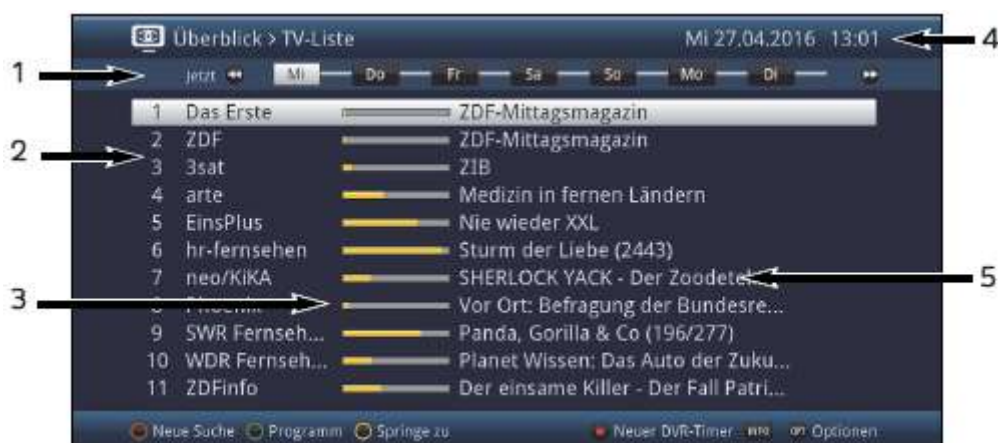 Überblick > TV-Liste Mi 27.04.2016 13:01 4
1 Jetzt Mi Do Fr Sa So Mo Di
1 Das Erste ZDF-Mittagsmagazin
2 ZDF ZDF-Mittagsmagazin
2
3 3sat ZIB
4 arte Medizin in fernen Ländern
5 EinsPlus Nie wieder XXL
6 hr-fernsehen Sturm der Liebe (2443)
7 neo/KiKA SHERLOCK YACK - Der 5
3 Vor Ort: Befragung der Bundesre...
9 SWR Fernseh... Panda, Gorilla & Co (196/277)
10 WDR Fernseh... Planet Wissen: Das Auto der Zuku...
11 ZDFinfo Der einsame Killer - Der Fall Patri...
Neue Suche Programm Springe zu Neuer DVR-Timer INFO OPT Optionen